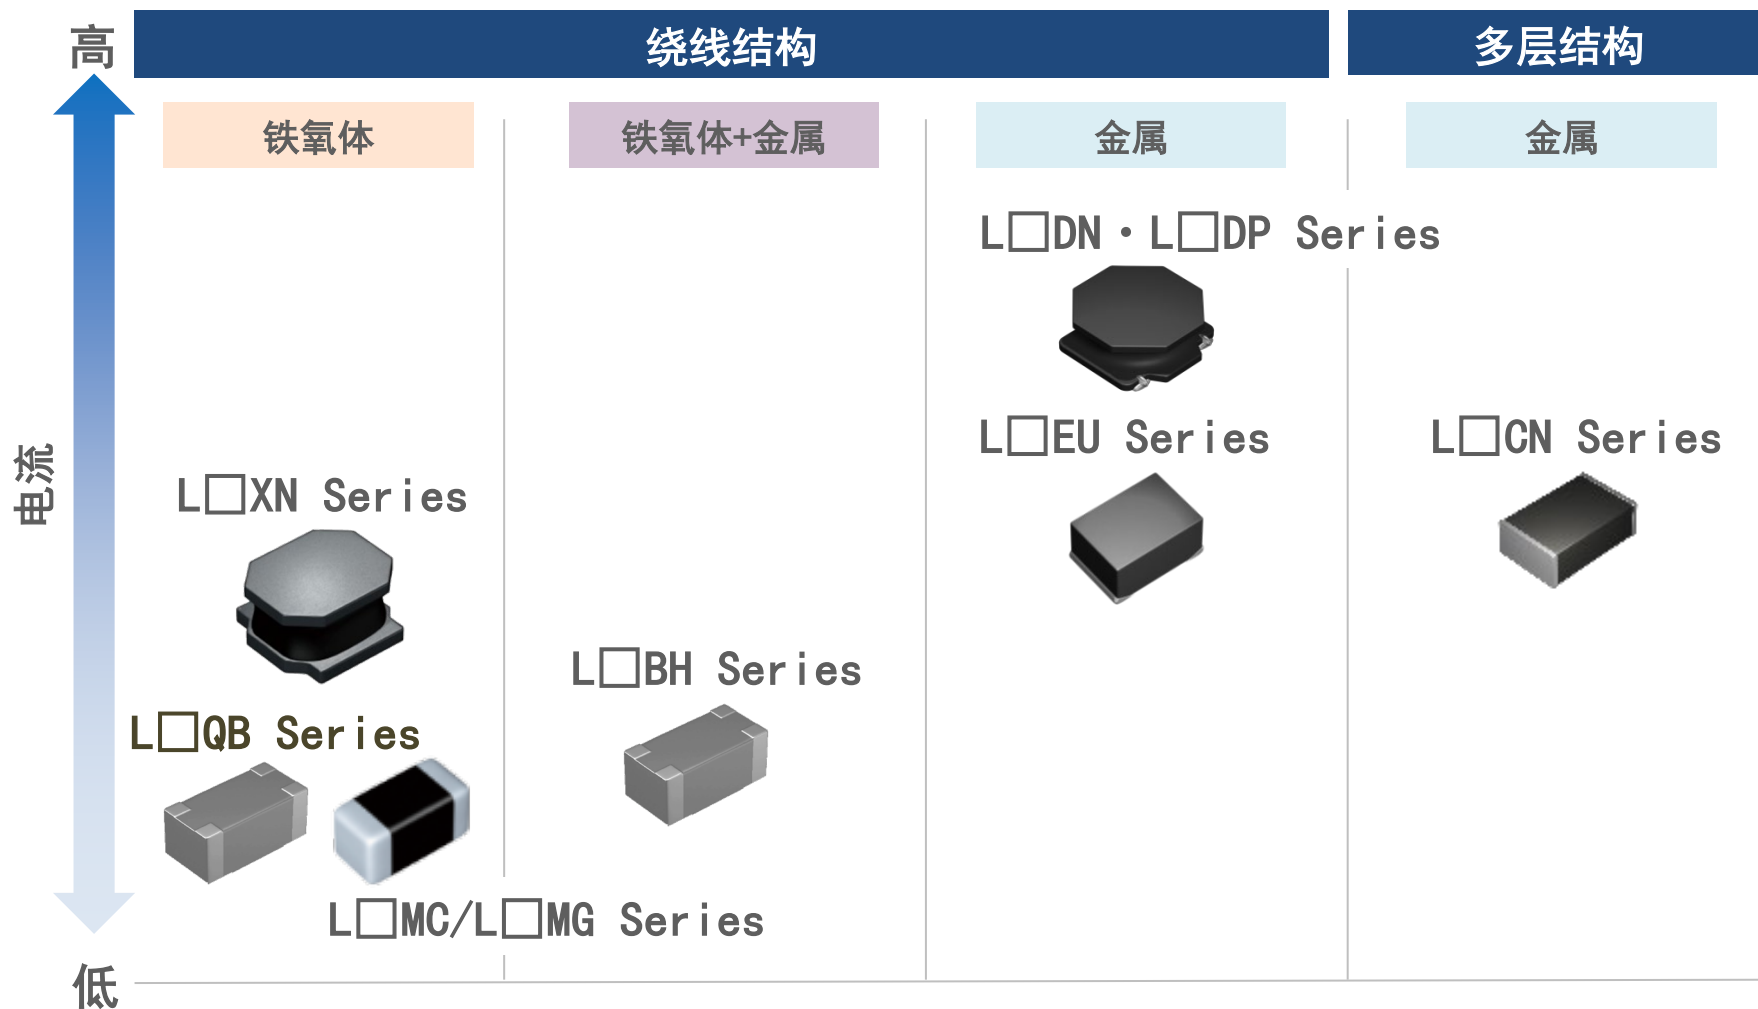 高
绕线结构
多层结构
铁氧体
铁氧体+金属
金属
金属
L□DN・L□DP Series
L□EU Series
L□CN Series
电流
L□XN Series
L□BH Series
L□QB Series
L□MC/L□MG Series
低